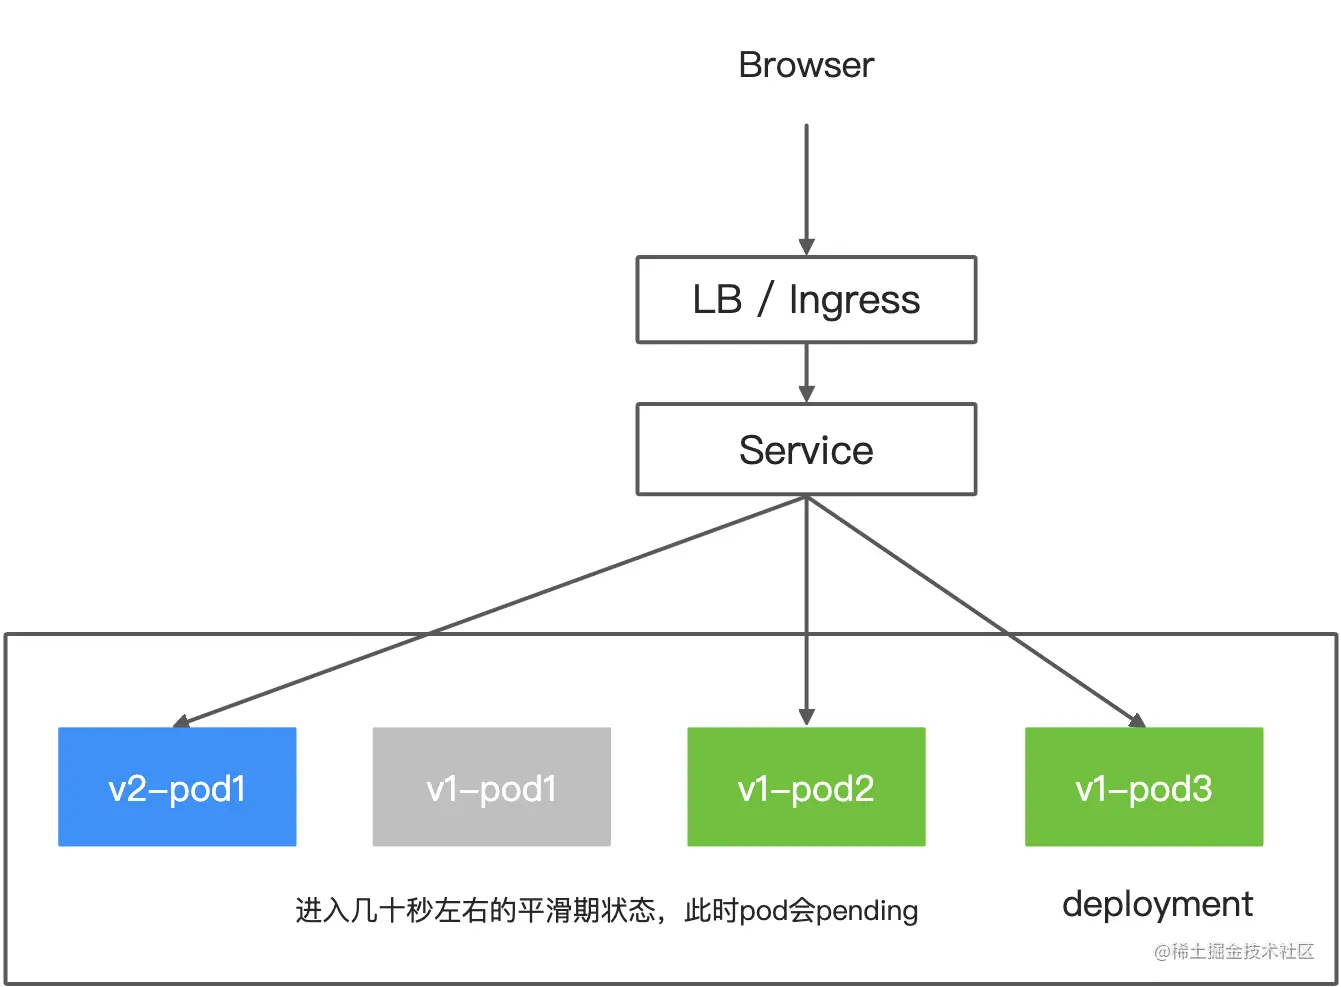 Browser
LB / Ingress
Service
v2-pod1
v1-pod1
v1-pod2
v1-pod3
进入几十秒左右的平滑期状态，此时pod会pending
deployment
@稀土掘金技术社区